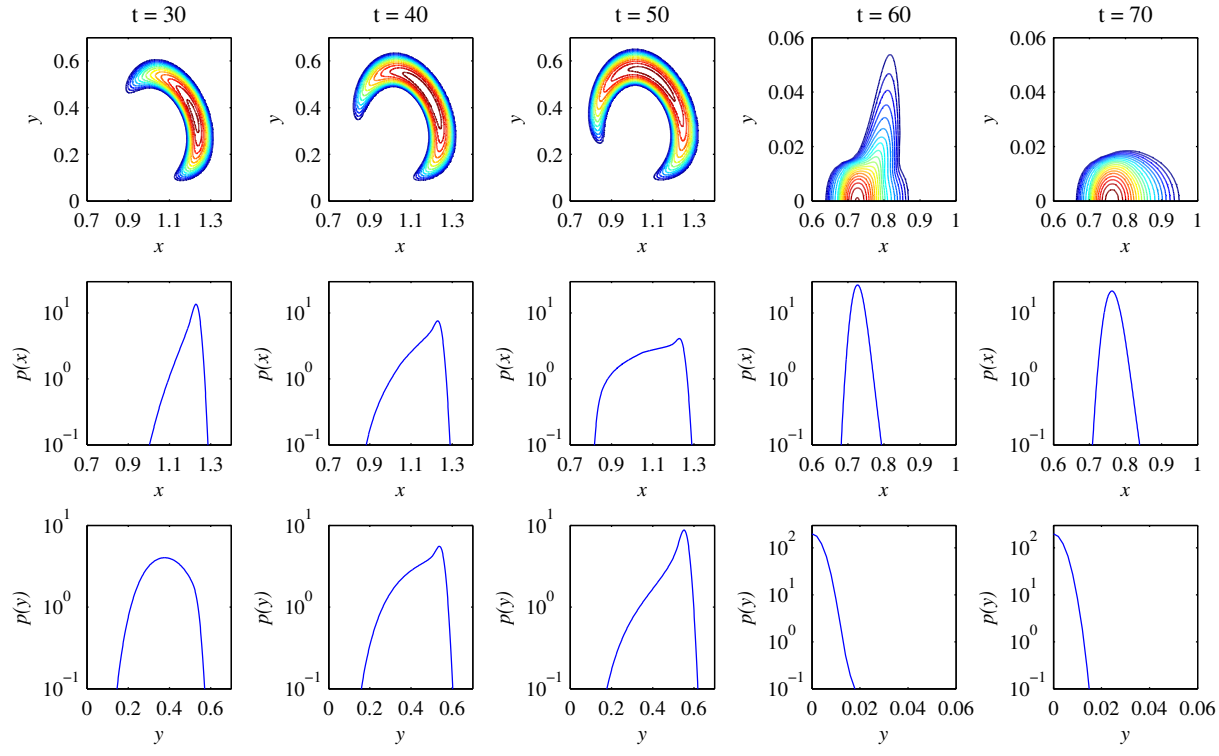 t = 30 t = 40 t = 50 t = 60 t = 70
y 0 0.2 0.4 0.6 0.7 0.9 1.1 1.3 x
y 0 0.2 0.4 0.6 0.7 0.9 1.1 1.3 x
y 0 0.2 0.4 0.6 0.7 0.9 1.1 1.3 x
y 0 0.02 0.04 0.06 0.6 0.7 0.8 0.9 1 x
y 0 0.02 0.04 0.06 0.6 0.7 0.8 0.9 1 x
p(x) 10^-1 10^0 10^1 0.7 0.9 1.1 1.3 x
p(x) 10^-1 10^0 10^1 0.7 0.9 1.1 1.3 x
p(x) 10^-1 10^0 10^1 0.7 0.9 1.1 1.3 x
p(x) 10^-1 10^0 10^1 0.6 0.7 0.8 0.9 1 x
p(x) 10^-1 10^0 10^1 0.6 0.7 0.8 0.9 1 x
p(y) 10^-1 10^0 10^1 0 0.2 0.4 0.6 y
p(y) 10^-1 10^0 10^1 0 0.2 0.4 0.6 y
p(y) 10^-1 10^0 10^1 0 0.2 0.4 0.6 y
p(y) 10^-1 10^0 10^1 10^2 0 0.02 0.04 0.06 y
p(y) 10^-1 10^0 10^1 10^2 0 0.02 0.04 0.06 y